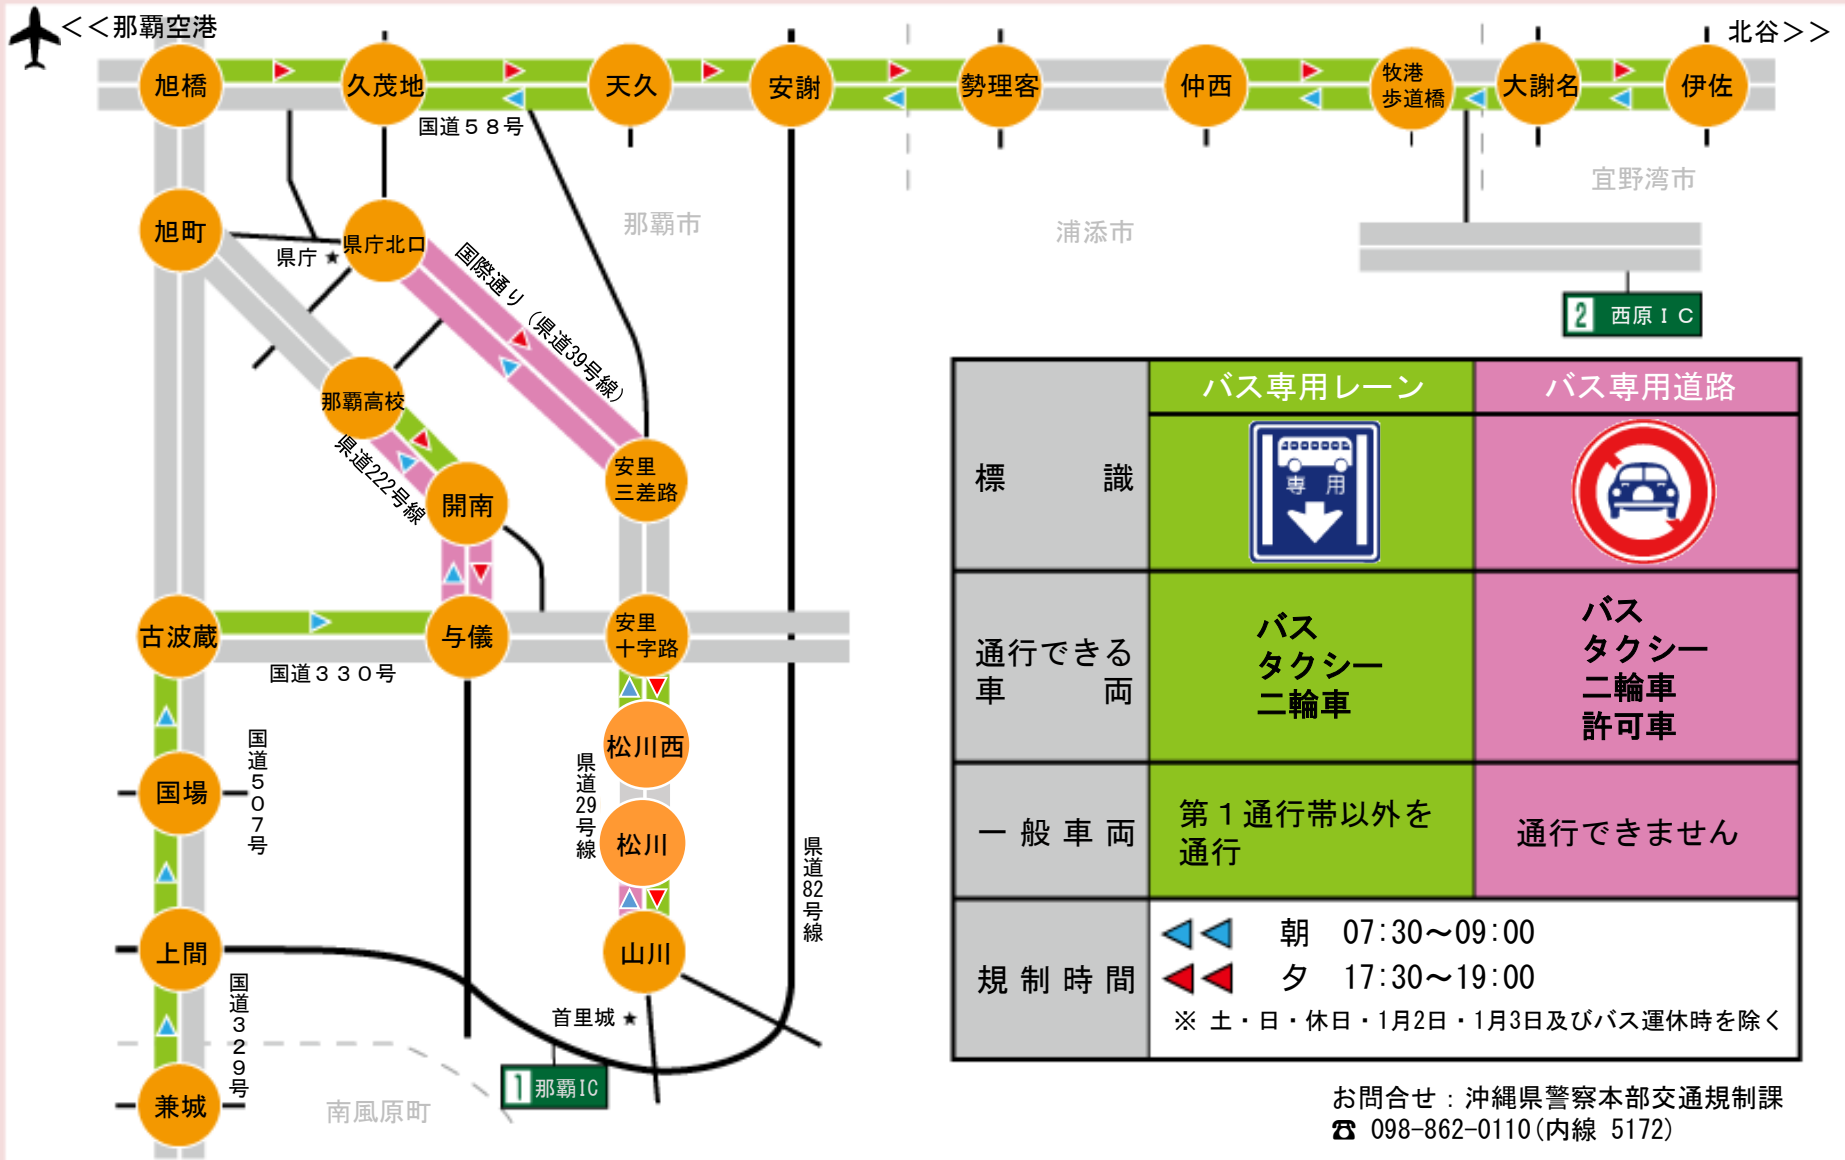 <<那覇空港
北谷>>
旭橋
久茂地
天久
安謝
勢理客
仲西
牧港
歩道橋
大謝名
伊佐
国道５８号
旭町
県庁 ★
県庁北口
国際通り（県道39号線）
那覇市
浦添市
宜野湾市
2 西原ＩＣ
那覇高校
県道222号線
開南
安里
三差路
古波蔵
与儀
安里
十字路
国道３３０号
松川西
国場
国道５０７号
県道29号線
松川
県道82号線
上間
山川
国道３２９号
首里城 ★
1 那覇IC
兼城
南風原町
バス専用レーン
バス専用道路
標識
専用
通行できる
車両
バス
タクシー
二輪車
バス
タクシー
二輪車
許可車
一般車両
第１通行帯以外を
通行
通行できません
規制時間
◀◀ 朝 07:30～09:00
◀◀ 夕 17:30～19:00
※ 土・日・休日・1月2日・1月3日及びバス運休時を除く
お問合せ：沖縄県警察本部交通規制課
☎ 098-862-0110(内線 5172)